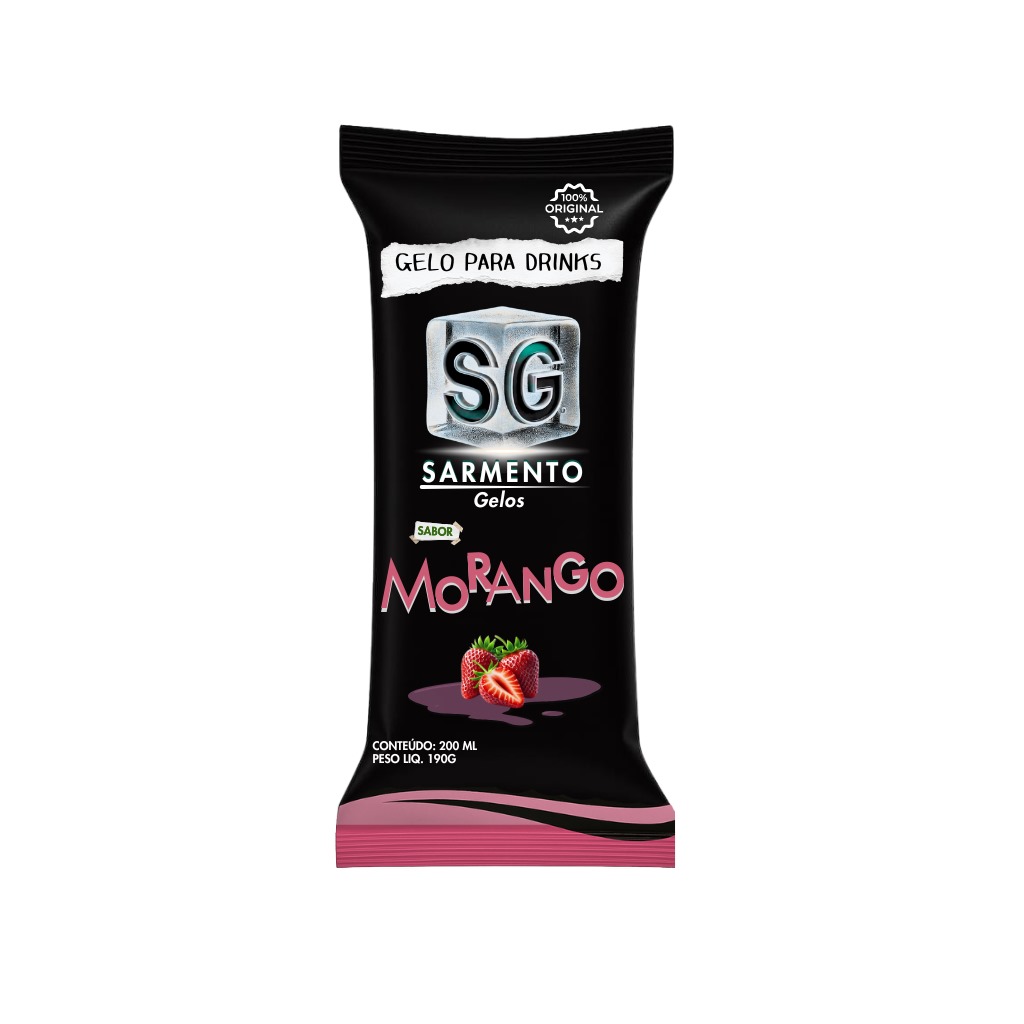 100%
ORIGINAL
GELO PARA DRINKS
SG
SARMENTO
Gelos
SABOR
MORANGO
CONTEÚDO: 200 ML
PESO LIQ. 190G